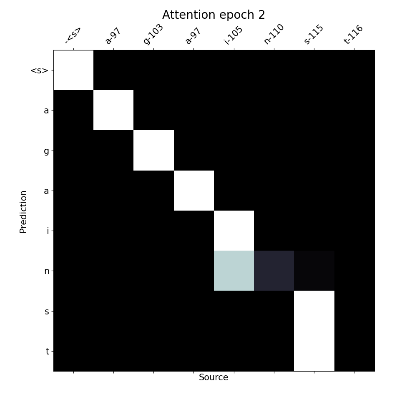 Attention epoch 2
-<s> a-97 g-103 a-97 i-105 n-110 s-115 t-116
<s>
a
g
a
i
n
s
t
Prediction
Source